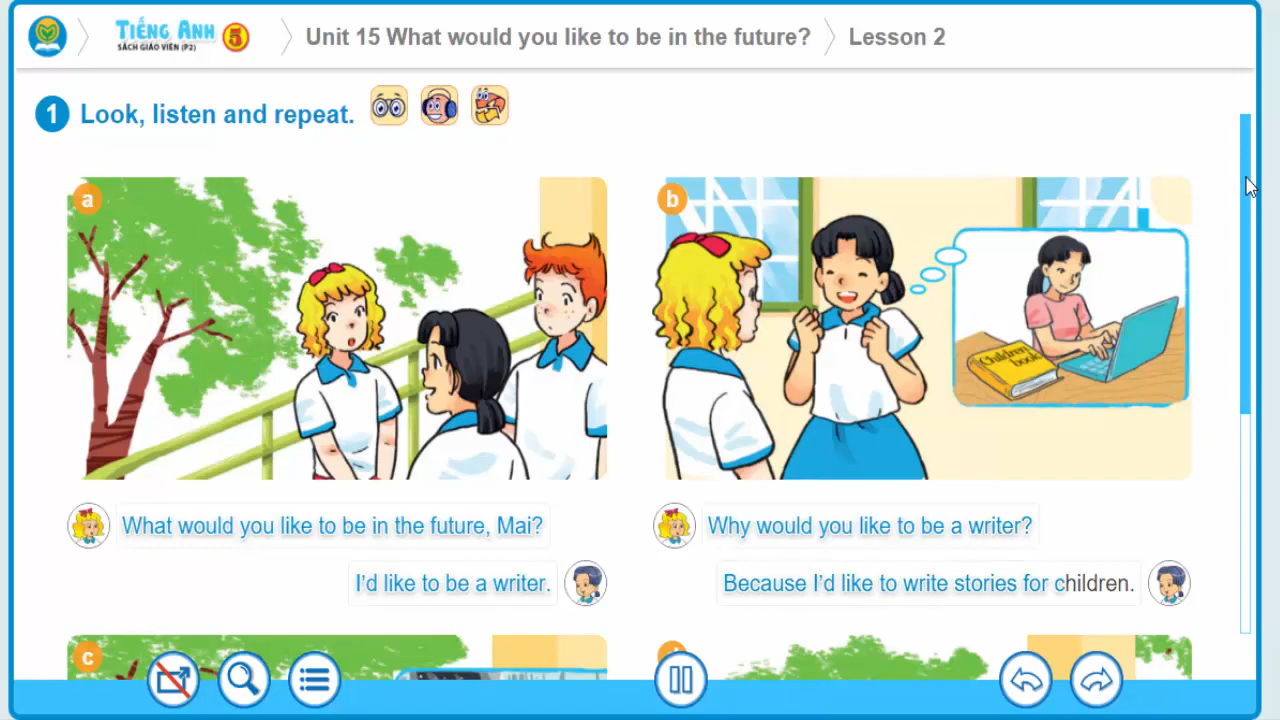 TIẾNG ANH 5
SÁCH GIÁO VIÊN (P2)
Unit 15 What would you like to be in the future?
Lesson 2
1 Look, listen and repeat.
a
b
Children book
What would you like to be in the future, Mai?
I'd like to be a writer.
Why would you like to be a writer?
Because I'd like to write stories for children.
c